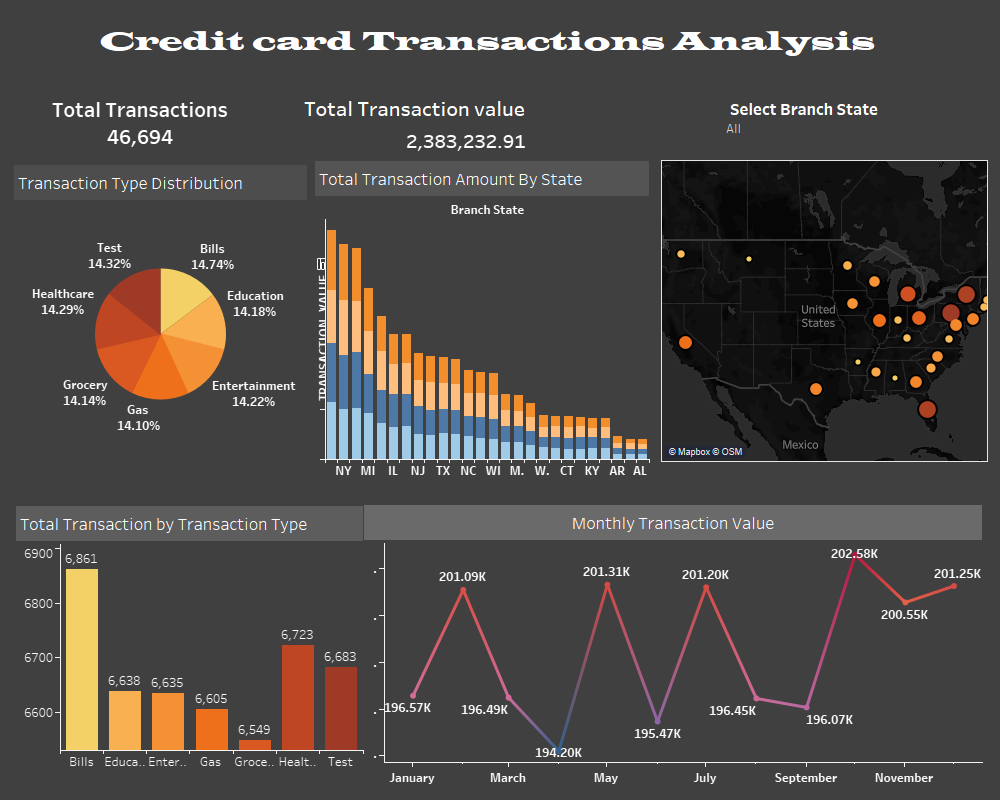 Credit card Transactions Analysis
Total Transactions
46,694
Total Transaction value
2,383,232.91
Select Branch State
All
Transaction Type Distribution
Test
14.32%
Bills
14.74%
Healthcare
14.29%
Education
14.18%
Grocery
14.14%
Entertainment
14.22%
Gas
14.10%
Total Transaction Amount By State
Branch State
TRANSACTION_VALUE
NY MI IL NJ TX NC WI M. W. CT KY AR AL
United
States
Mexico
© Mapbox © OSM
Total Transaction by Transaction Type
6900
6800
6700
6600
6,861
6,638
6,635
6,605
6,549
6,723
6,683
Bills Educa.. Enter.. Gas Groce.. Healt.. Test
Monthly Transaction Value
196.57K
201.09K
196.49K
194.20K
201.31K
195.47K
201.20K
196.45K
196.07K
202.58K
200.55K
201.25K
January March May July September November